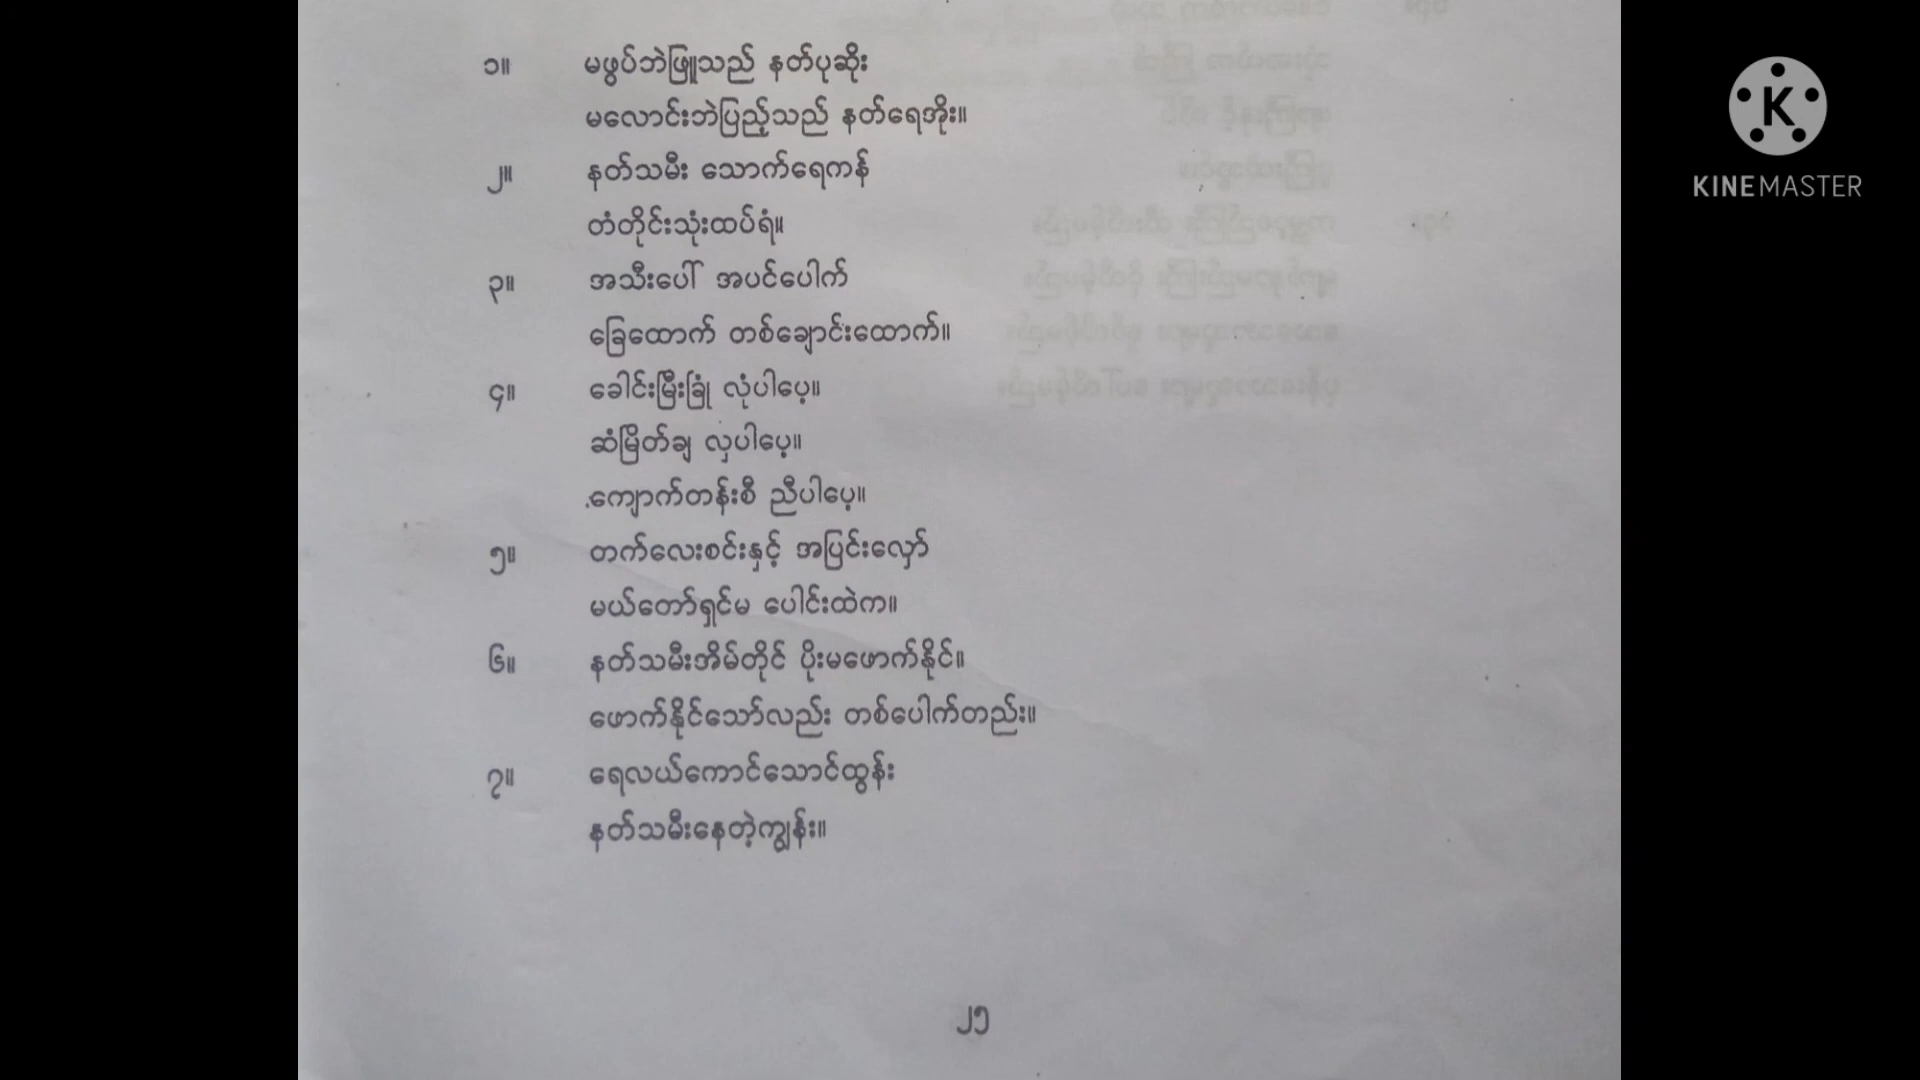 ၁။ မဖွပ်ဘဲဖြူသည် နတ်ပုဆိုး
မလောင်းဘဲပြည့်သည် နတ်ရေအိုး။
၂။ နတ်သမီး သောက်ရေကန်
တံတိုင်းသုံးထပ်ရံ။
၃။ အသီးပေါ် အပင်ပေါက်
ခြေထောက် တစ်ချောင်းထောက်။
၄။ ခေါင်းမြီးခြုံ လုံပါပေ့။
ဆံမြိတ်ချ လှပါပေ့။
ကျောက်တန်းစီ ညီပါပေ့။
၅။ တက်လေးစင်းနှင့် အပြင်းလှော်
မယ်တော်ရှင်မ ပေါင်းထဲက။
၆။ နတ်သမီးအိမ်တိုင် ပိုးမဖောက်နိုင်။
ဖောက်နိုင်သော်လည်း တစ်ပေါက်တည်း။
၇။ ရေလယ်ကောင်သောင်ထွန်း
နတ်သမီးနေတဲ့ကျွန်း။
၂၅
K
KINEMASTER